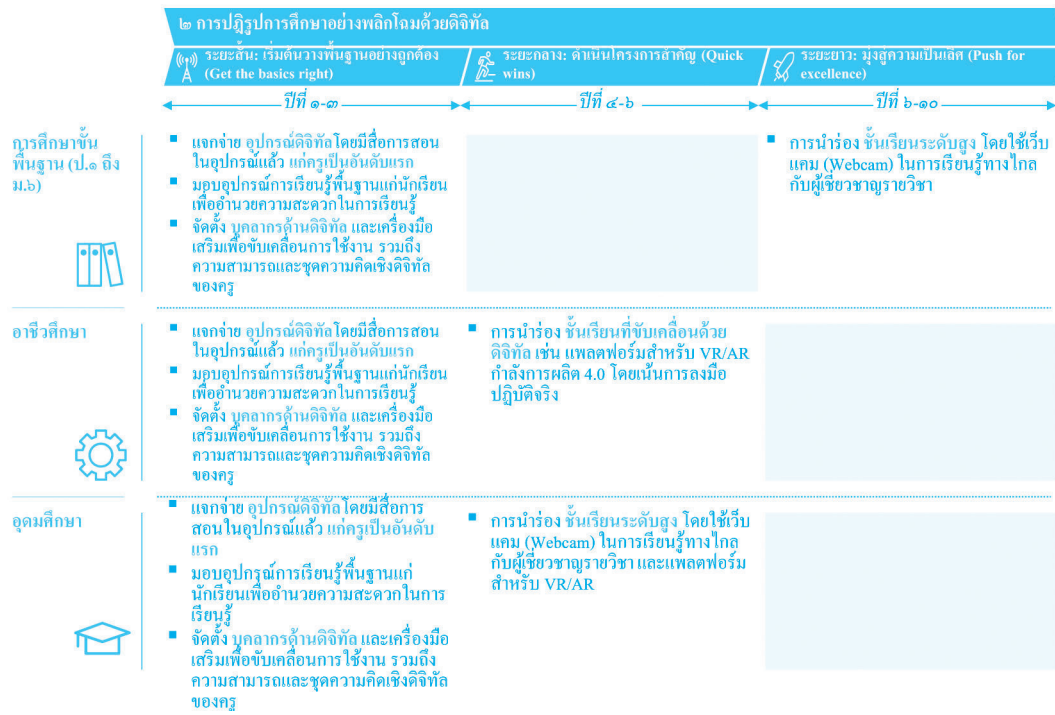 ๒ การปฏิรูปการศึกษาอย่างพลิกโฉมด้วยดิจิทัล
ระยะสั้น: เริ่มต้นวางพื้นฐานอย่างถูกต้อง
(Get the basics right)
ระยะกลาง: ดำเนินโครงการสำคัญ (Quick
wins)
ระยะยาว: มุ่งสู่ความเป็นเลิศ (Push for
excellence)
ปีที่ ๑-๓
ปีที่ ๔-๖
ปีที่ ๖-๑๐
การศึกษาขั้น
พื้นฐาน (ป.๑ ถึง
ม.๖)
▪ แจกจ่าย อุปกรณ์ดิจิทัลโดยมีสื่อการสอน
ในอุปกรณ์แล้ว แก่ครูเป็นอันดับแรก
▪ มอบอุปกรณ์การเรียนรู้พื้นฐานแก่นักเรียน
เพื่ออำนวยความสะดวกในการเรียนรู้
▪ จัดตั้ง บุคลากรด้านดิจิทัล และเครื่องมือ
เสริมเพื่อขับเคลื่อนการใช้งาน รวมถึง
ความสามารถและชุดความคิดเชิงดิจิทัล
ของครู
▪ การนำร่อง ชั้นเรียนระดับสูง โดยใช้เว็บ
แคม (Webcam) ในการเรียนรู้ทางไกล
กับผู้เชี่ยวชาญรายวิชา
อาชีวศึกษา
▪ แจกจ่าย อุปกรณ์ดิจิทัลโดยมีสื่อการสอน
ในอุปกรณ์แล้ว แก่ครูเป็นอันดับแรก
▪ มอบอุปกรณ์การเรียนรู้พื้นฐานแก่นักเรียน
เพื่ออำนวยความสะดวกในการเรียนรู้
▪ จัดตั้ง บุคลากรด้านดิจิทัล และเครื่องมือ
เสริมเพื่อขับเคลื่อนการใช้งาน รวมถึง
ความสามารถและชุดความคิดเชิงดิจิทัล
ของครู
▪ การนำร่อง ชั้นเรียนที่ขับเคลื่อนด้วย
ดิจิทัล เช่น แพลตฟอร์มสำหรับ VR/AR
กำลังการผลิต 4.0 โดยเน้นการลงมือ
ปฏิบัติจริง
อุดมศึกษา
▪ แจกจ่าย อุปกรณ์ดิจิทัลโดยมีสื่อการ
สอนในอุปกรณ์แล้ว แก่ครูเป็นอันดับ
แรก
▪ มอบอุปกรณ์การเรียนรู้พื้นฐานแก่
นักเรียนเพื่ออำนวยความสะดวกในการ
เรียนรู้
▪ จัดตั้ง บุคลากรด้านดิจิทัล และเครื่องมือ
เสริมเพื่อขับเคลื่อนการใช้งาน รวมถึง
ความสามารถและชุดความคิดเชิงดิจิทัล
ของครู
▪ การนำร่อง ชั้นเรียนระดับสูง โดยใช้เว็บ
แคม (Webcam) ในการเรียนรู้ทางไกล
กับผู้เชี่ยวชาญรายวิชา และแพลตฟอร์ม
สำหรับ VR/AR